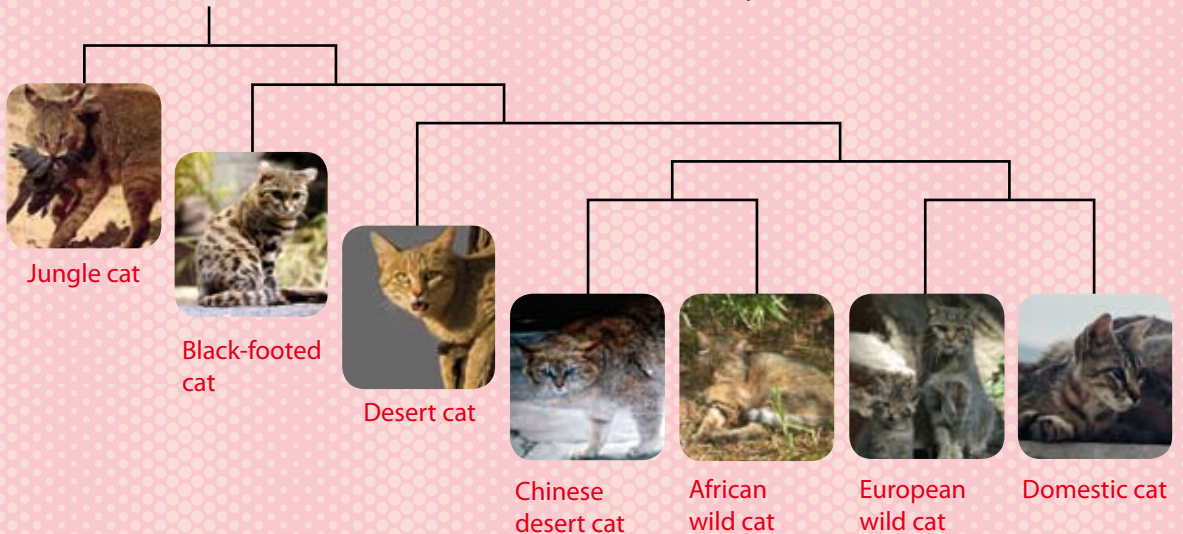 Jungle cat
Black-footed
cat
Desert cat
Chinese
desert cat
African
wild cat
European
wild cat
Domestic cat